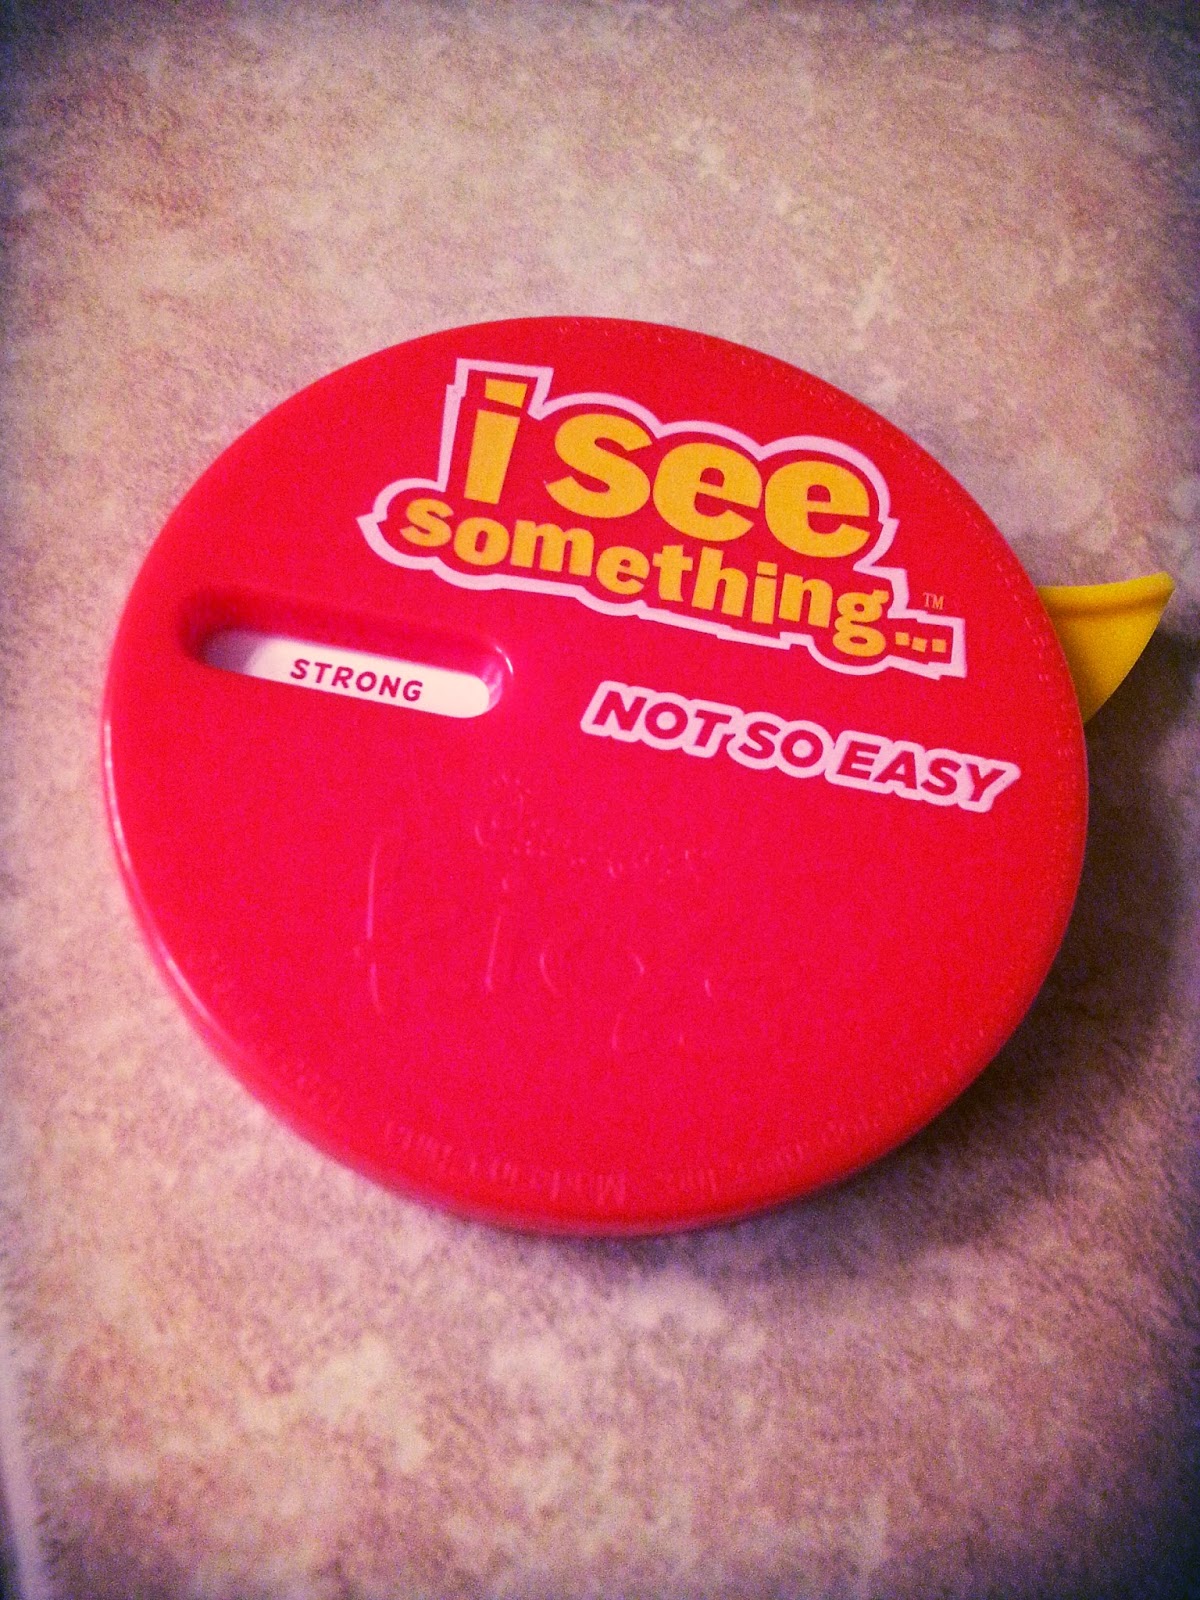 i see
something...™
STRONG
NOT SO EASY